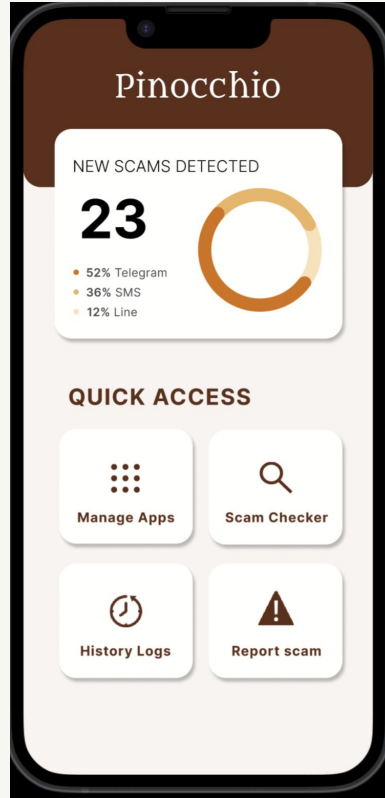 Pinocchio
NEW SCAMS DETECTED
23
52% Telegram
36% SMS
12% Line
QUICK ACCESS
Manage Apps
Scam Checker
History Logs
Report scam